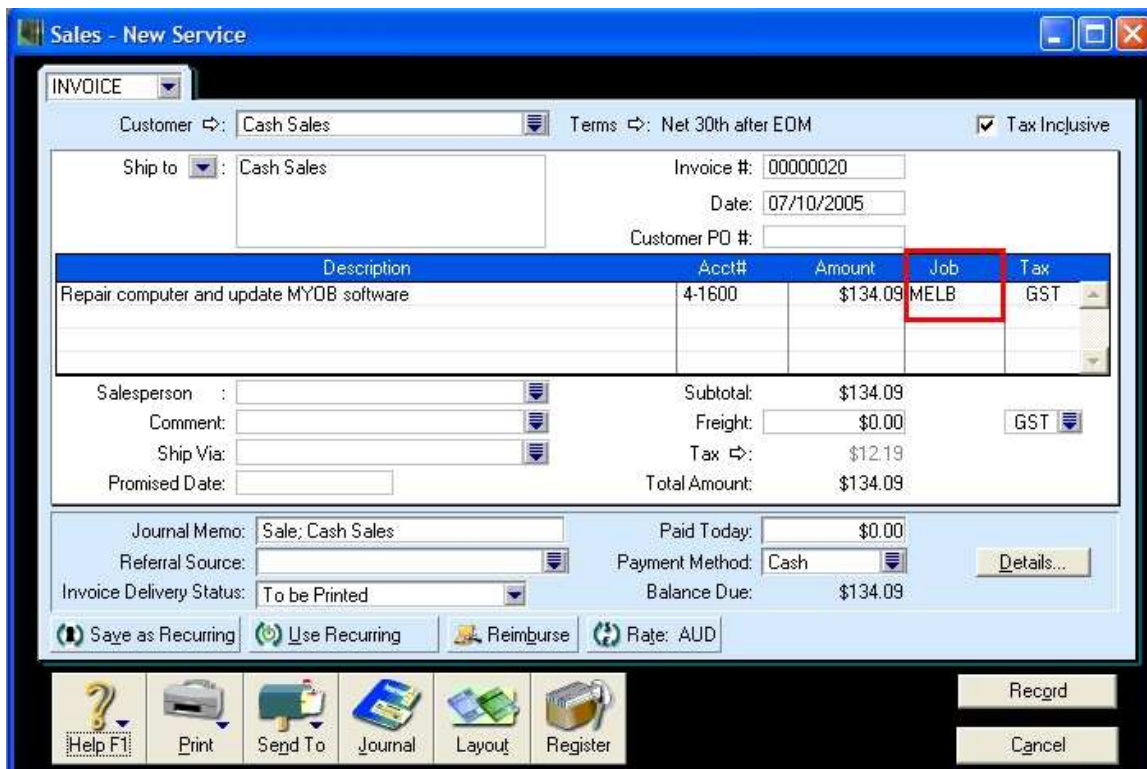 Sales - New Service
INVOICE
Customer ⇨: Cash Sales Terms ⇨: Net 30th after EOM Tax Inclusive
Ship to : Cash Sales Invoice #: 00000020
Date: 07/10/2005
Customer PO #:
Description Acct# Amount Job Tax
Repair computer and update MYOB software 4-1600 $134.09 MELB GST
Salesperson : Subtotal: $134.09
Comment: Freight: $0.00 GST
Ship Via: Tax ⇨: $12.19
Promised Date: Total Amount: $134.09
Journal Memo: Sale; Cash Sales Paid Today: $0.00
Referral Source: Payment Method: Cash Details...
Invoice Delivery Status: To be Printed Balance Due: $134.09
Save as Recurring Use Recurring Reimburse Rate: AUD
Help F1 Print Send To Journal Layout Register
Record
Cancel